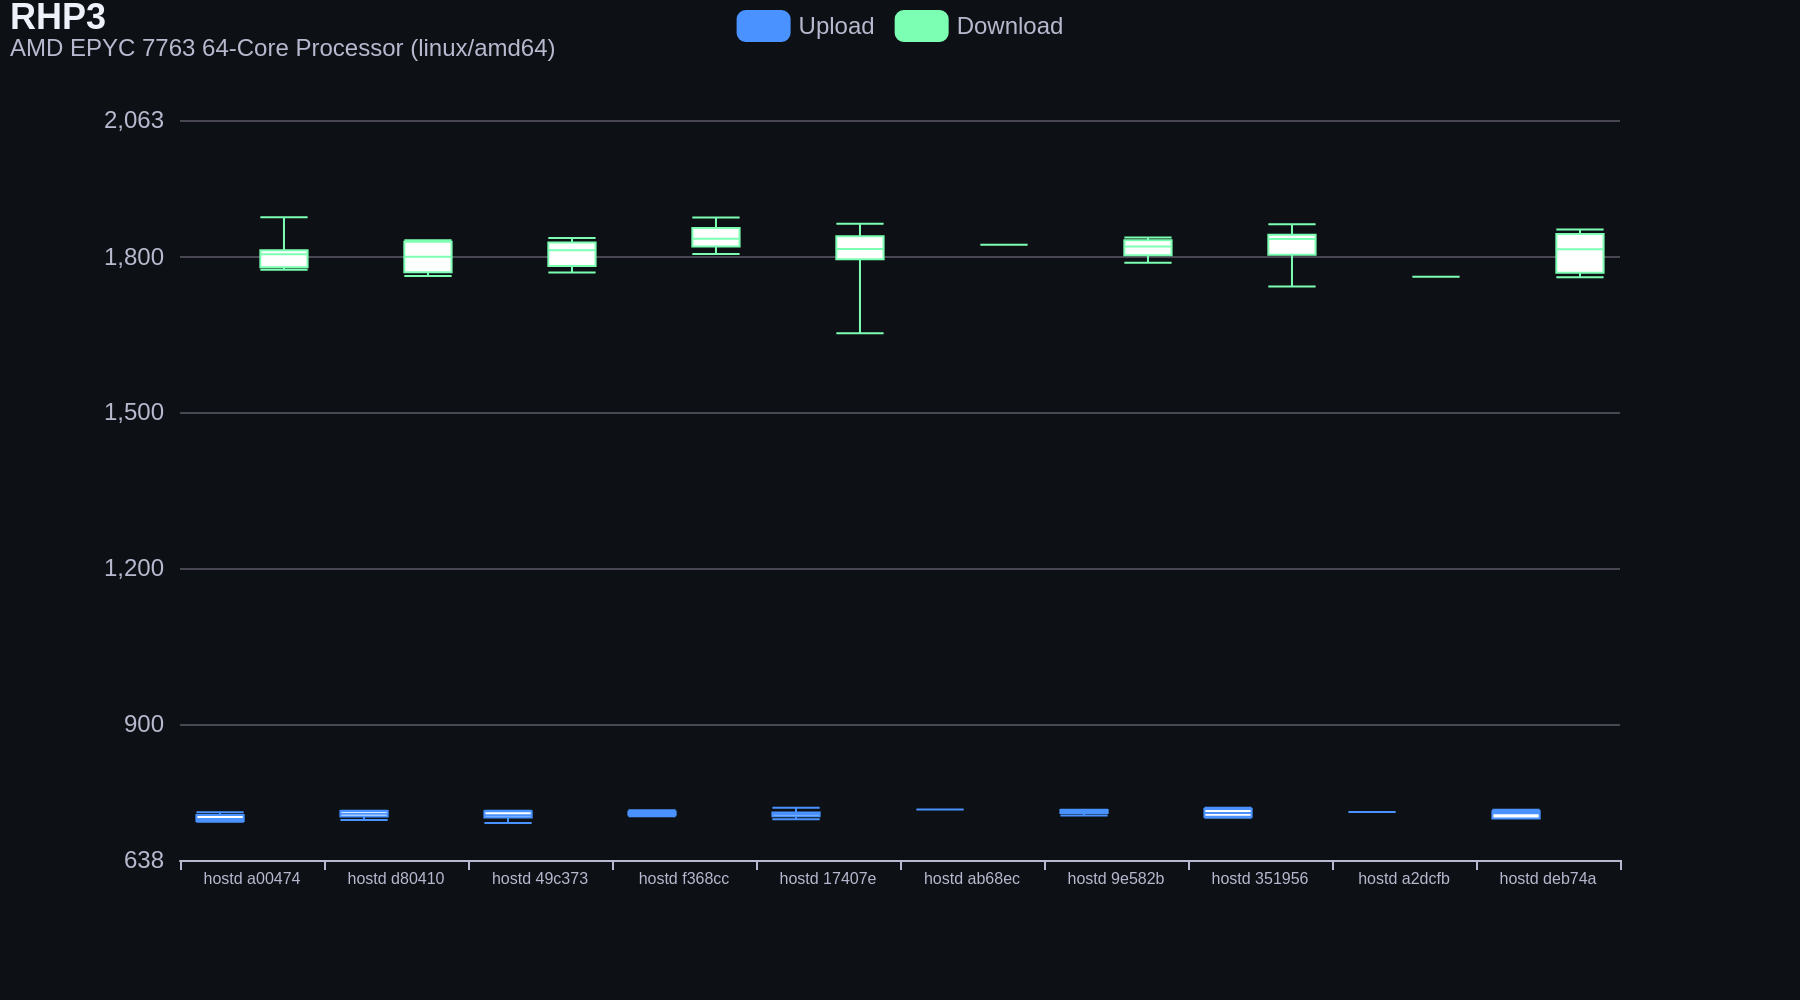 RHP3
AMD EPYC 7763 64-Core Processor (linux/amd64)
Upload Download
2,063
1,800
1,500
1,200
900
638
hostd a00474 hostd d80410 hostd 49c373 hostd f368cc hostd 17407e hostd ab68ec hostd 9e582b hostd 351956 hostd a2dcfb hostd deb74a